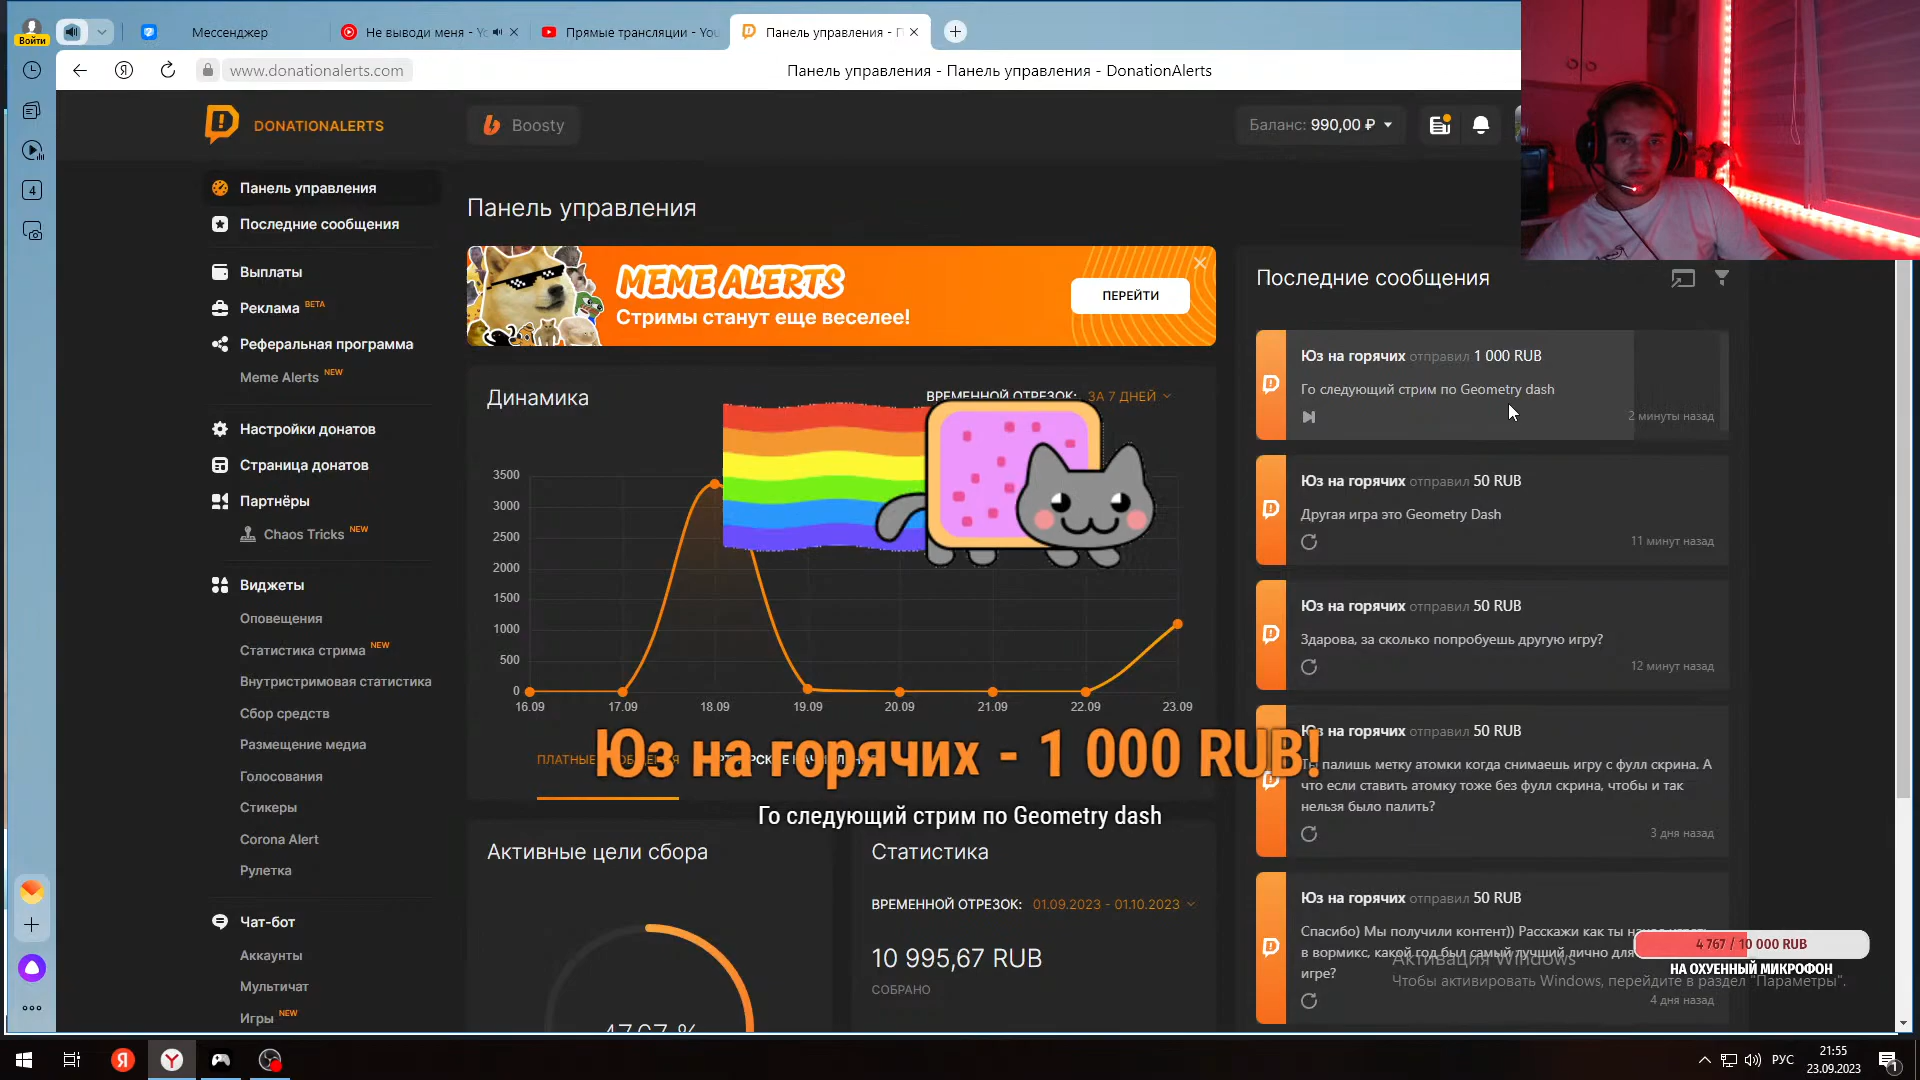 Войти
Мессенджер
Не выводи меня - Yo
Прямые трансляции - You
Панель управления - П
www.donationalerts.com
Панель управления - Панель управления - DonationAlerts
4
DONATIONALERTS
Boosty
Баланс: 990,00 ₽
Панель управления
Последние сообщения
Выплаты
Реклама BETA
Реферальная программа
Meme Alerts NEW
Настройки донатов
Страница донатов
Партнёры
Chaos Tricks NEW
Виджеты
Оповещения
Статистика стрима NEW
Внутристримовая статистика
Сбор средств
Размещение медиа
Голосования
Стикеры
Corona Alert
Рулетка
Чат-бот
Аккаунты
Мультичат
Игры NEW
Панель управления
MEME ALERTS
Стримы станут еще веселее!
ПЕРЕЙТИ
Динамика
ВРЕМЕННОЙ ОТРЕЗОК: ЗА 7 ДНЕЙ
3500
3000
2500
2000
1500
1000
500
0
16.09 17.09 18.09 19.09 20.09 21.09 22.09 23.09
ПЛАТНЫЕ
Юз на горячих - 1 000 RUB!
Го следующий стрим по Geometry dash
Активные цели сбора
47.67 %
Статистика
ВРЕМЕННОЙ ОТРЕЗОК: 01.09.2023 - 01.10.2023
10 995,67 RUB
СОБРАНО
Последние сообщения
Юз на горячих отправил 1 000 RUB
Го следующий стрим по Geometry dash
2 минуты назад
Юз на горячих отправил 50 RUB
Другая игра это Geometry Dash
11 минут назад
Юз на горячих отправил 50 RUB
Здарова, за сколько попробуешь другую игру?
12 минут назад
Юз на горячих отправил 50 RUB
Ты палишь метку атомки когда снимаешь игру с фулл скрина. А
что если ставить атомку тоже без фулл скрина, чтобы и так
нельзя было палить?
3 дня назад
Юз на горячих отправил 50 RUB
Спасибо) Мы получили контент)) Расскажи как ты
в вормикс, какой год был самый лучший лично для
игре?
4 дня назад
4 767 / 10 000 RUB
НА ОХУЕННЫЙ МИКРОФОН
Активация Windows
Чтобы активировать Windows, перейдите в раздел "Параметры".
РУС
21:55
23.09.2023
1